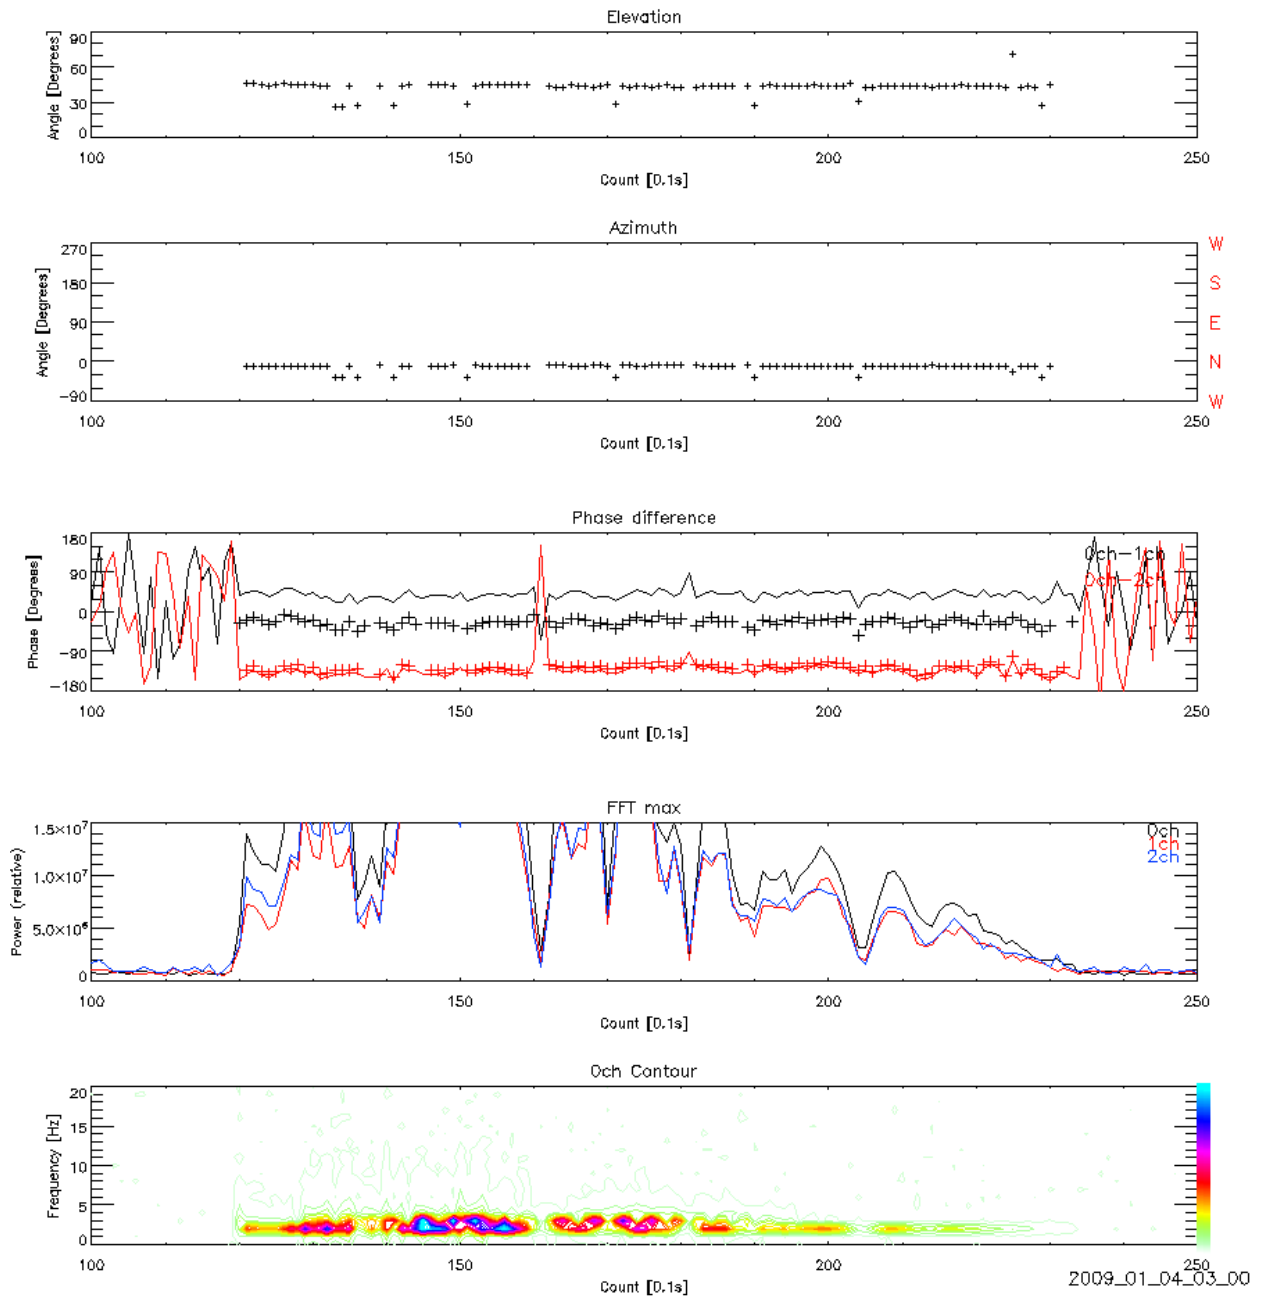 Elevation
Angle [Degrees]
90
60
30
0
100
150
200
250
Count [0.1s]
Azimuth
Angle [Degrees]
270
180
90
0
-90
W
S
E
N
W
100
150
200
250
Count [0.1s]
Phase difference
Phase [Degrees]
180
90
0
-90
-180
0ch-1ch
0ch-2ch
100
150
200
250
Count [0.1s]
FFT max
Power (relative)
1.5×10⁷
1.0×10⁷
5.0×10⁶
0
0ch
1ch
2ch
100
150
200
250
Count [0.1s]
0ch Contour
Frequency [Hz]
20
15
10
5
0
100
150
200
250
Count [0.1s]
2009_01_04_03_00